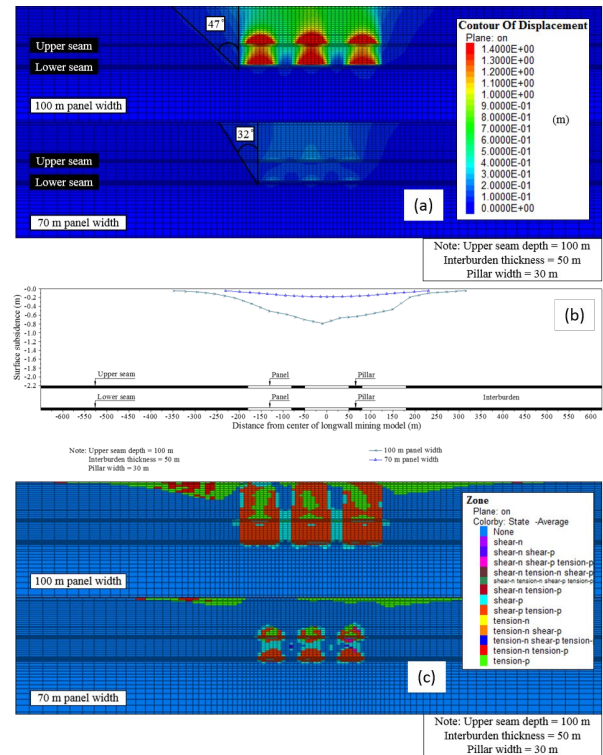 47°
Upper seam
Lower seam
100 m panel width
32°
Upper seam
Lower seam
70 m panel width
(a)
Contour Of Displacement
Plane: on
1.4000E+00
1.3000E+00
1.2000E+00
1.1000E+00
1.0000E+00
9.0000E-01
8.0000E-01
7.0000E-01
6.0000E-01
5.0000E-01
4.0000E-01
3.0000E-01
2.0000E-01
1.0000E-01
0.0000E+00
(m)
Note: Upper seam depth = 100 m
Interburden thickness = 50 m
Pillar width = 30 m
(b)
Surface subsidence (m)
-0.0
-0.2
-0.4
-0.6
-0.8
-1.0
-1.2
-1.4
-1.6
-1.8
-2.0
-2.2
Upper seam Panel Pillar
Lower seam Panel Pillar Interburden
-600 -550 -500 -450 -400 -350 -300 -250 -200 -150 -100 -50 0 50 100 150 200 250 300 350 400 450 500 550 600
Distance from center of longwall mining model (m)
Note: Upper seam depth = 100 m
Interburden thickness = 50 m
Pillar width = 30 m
100 m panel width
70 m panel width
100 m panel width
70 m panel width
(c)
Zone
Plane: on
Colorby: State -Average
None
shear-n
shear-n shear-p
shear-n shear-p tension-p
shear-n tension-n shear-p
shear-n tension-n shear-p tension-p
shear-n tension-p
shear-p
shear-p tension-p
tension-n
tension-n shear-p
tension-n shear-p tension-
tension-n tension-p
tension-p
Note: Upper seam depth = 100 m
Interburden thickness = 50 m
Pillar width = 30 m